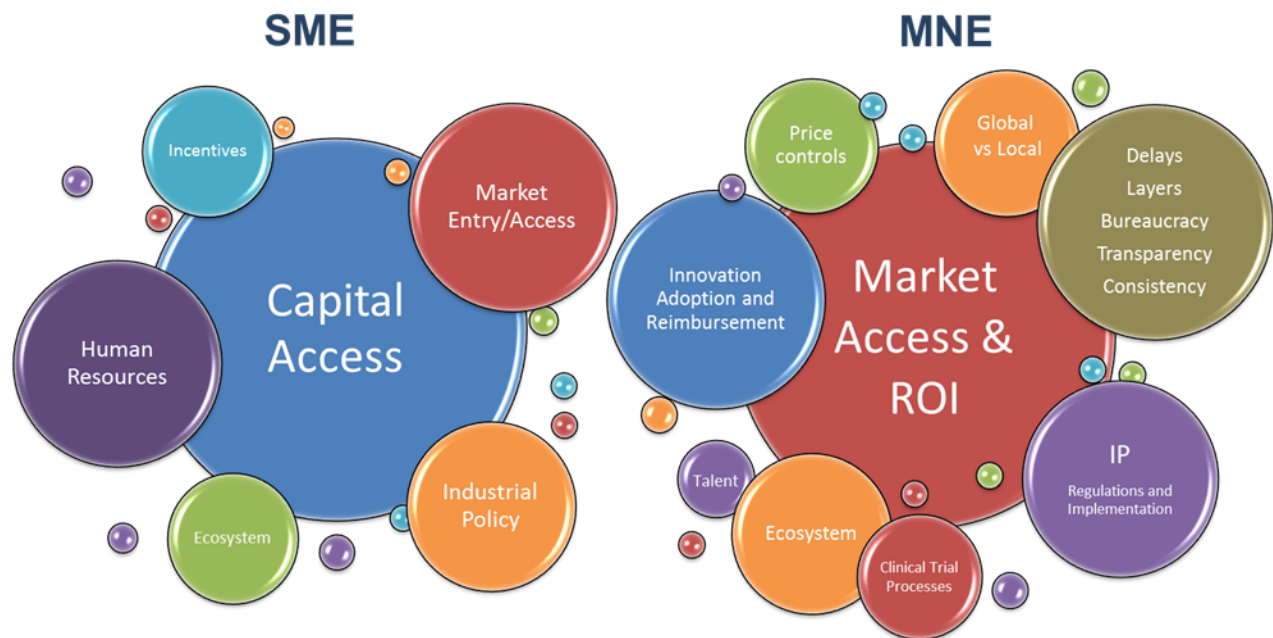 SME
MNE
Incentives
Market
Entry/Access
Capital
Access
Human
Resources
Ecosystem
Industrial
Policy
Price
controls
Global
vs Local
Delays
Layers
Bureaucracy
Transparency
Consistency
Innovation
Adoption and
Reimbursement
Market
Access &
ROI
IP
Regulations and
Implementation
Talent
Ecosystem
Clinical Trial
Processes